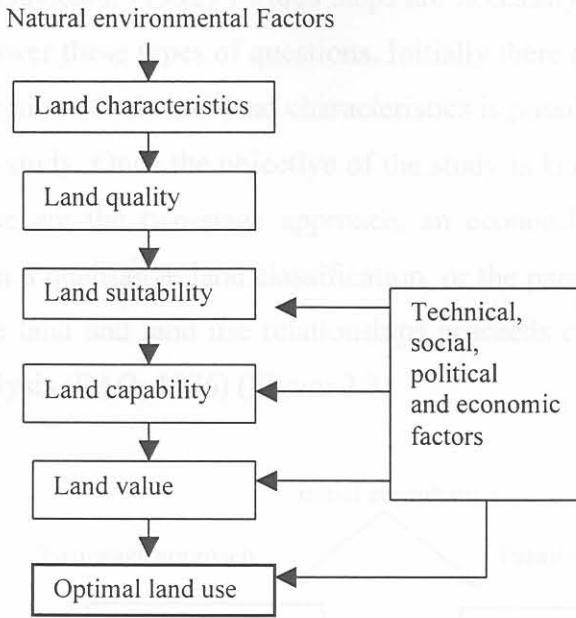 Natural environmental Factors
Land characteristics
Land quality
Land suitability
Land capability
Land value
Optimal land use
Technical,
social,
political
and economic
factors